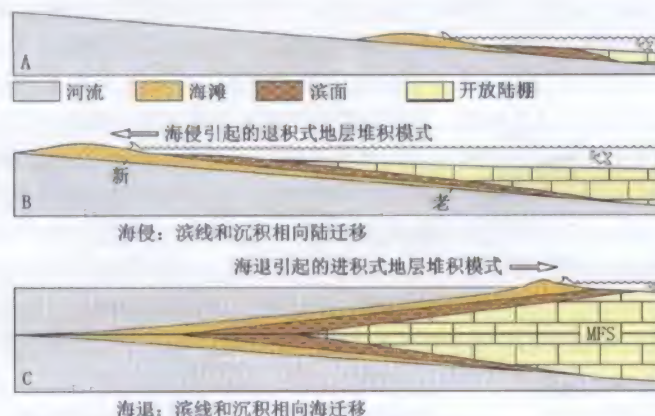 A
河流 海滩 滨面 开放陆棚
海侵引起的退积式地层堆积模式
新
老
B
海侵：滨线和沉积相向陆迁移
海退引起的进积式地层堆积模式
MFS
C
海退：滨线和沉积相向海迁移